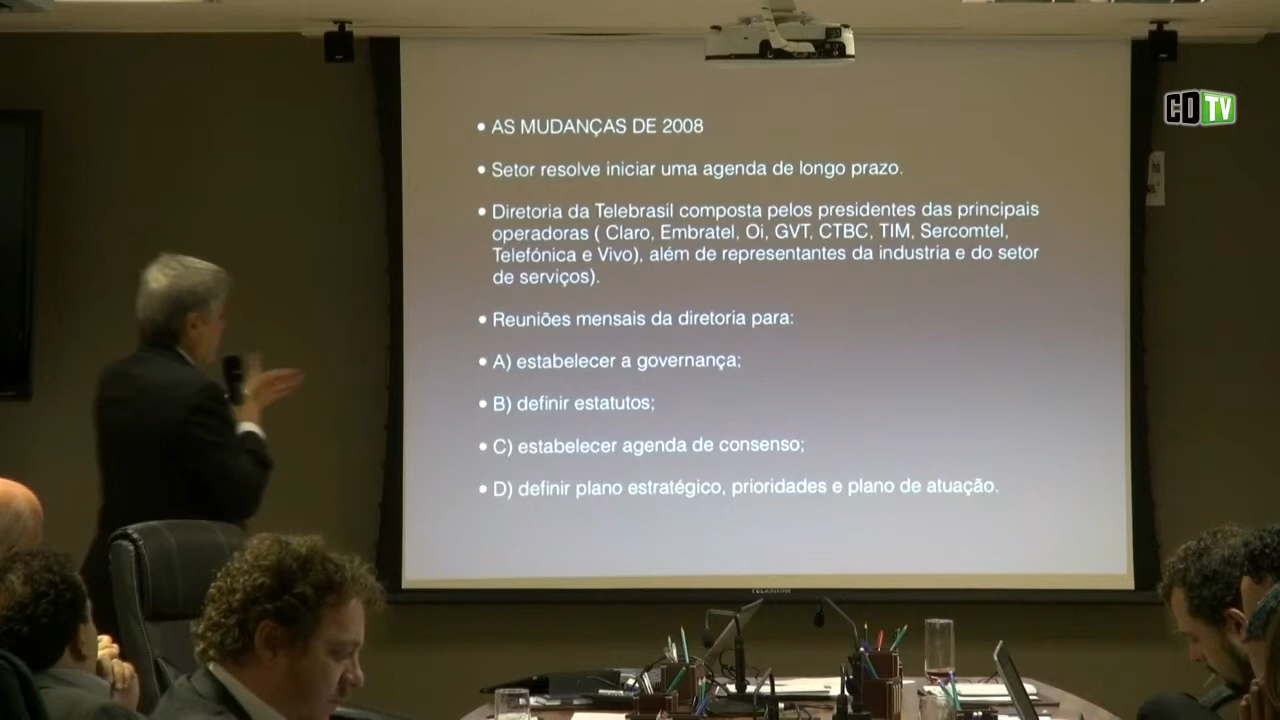 CDTV
• AS MUDANÇAS DE 2008
• Setor resolve iniciar uma agenda de longo prazo.
• Diretoria da Telebrasil composta pelos presidentes das principais
operadoras ( Claro, Embratel, Oi, GVT, CTBC, TIM, Sercomtel,
Telefónica e Vivo), além de representantes da industria e do setor
de serviços).
• Reuniões mensais da diretoria para:
• A) estabelecer a governança;
• B) definir estatutos;
• C) estabelecer agenda de consenso;
• D) definir plano estratégico, prioridades e plano de atuação.